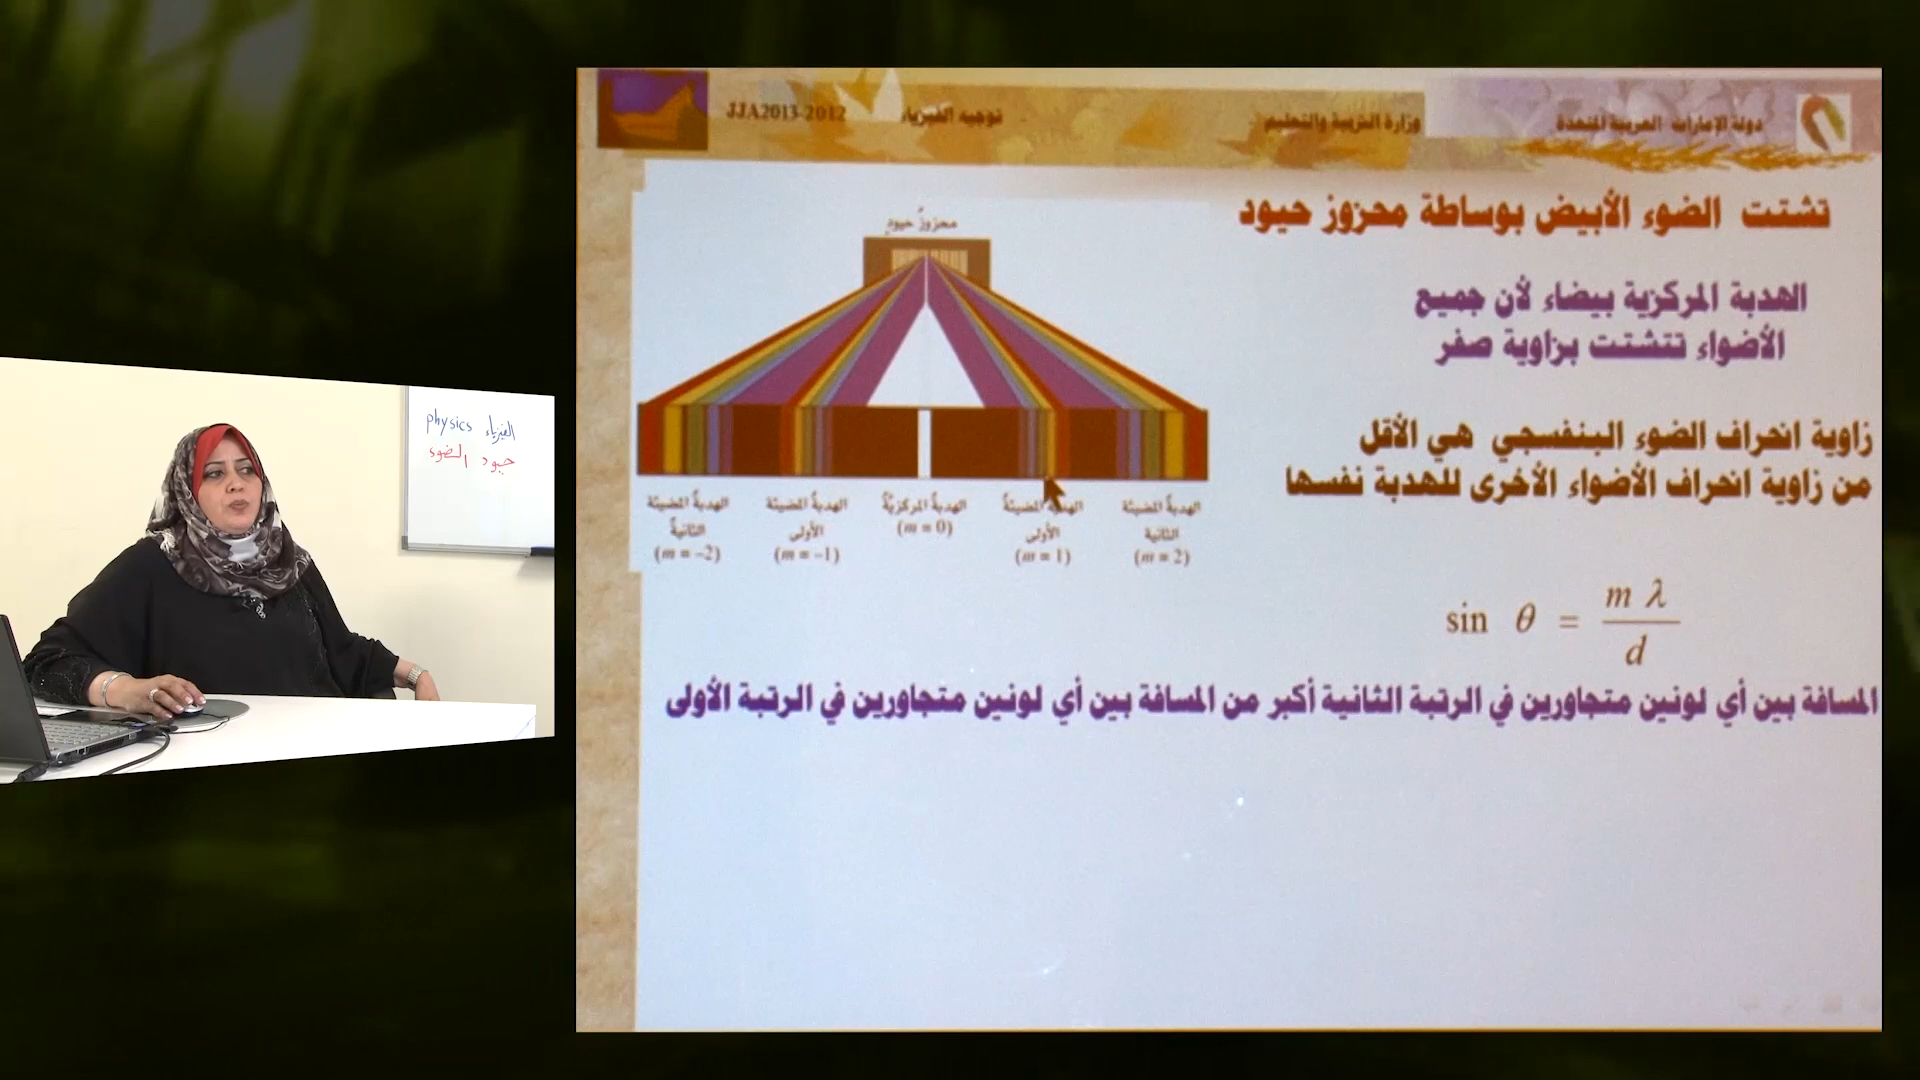 دولة الإمارات العربية المتحدة
وزارة التربية والتعليم
توجيه الفيزياء
JJA2013-2012
تشتت الضوء الأبيض بوساطة محزوز حيود
محزوز حيود
الهدبة المركزية بيضاء لأن جميع
الأضواء تتشتت بزاوية صفر
زاوية انحراف الضوء البنفسجي هي الأقل
من زاوية انحراف الأضواء الأخرى للهدبة نفسها
الهدبة المضيئة الثانية (m = –2)
الهدبة المضيئة الأولى (m = –1)
الهدبة المركزية (m = 0)
الهدبة المضيئة الأولى (m = 1)
الهدبة المضيئة الثانية (m = 2)
sin θ = m λ / d
المسافة بين أي لونين متجاورين في الرتبة الثانية أكبر من المسافة بين أي لونين متجاورين في الرتبة الأولى
الفيزياء physics
حيود الضوء